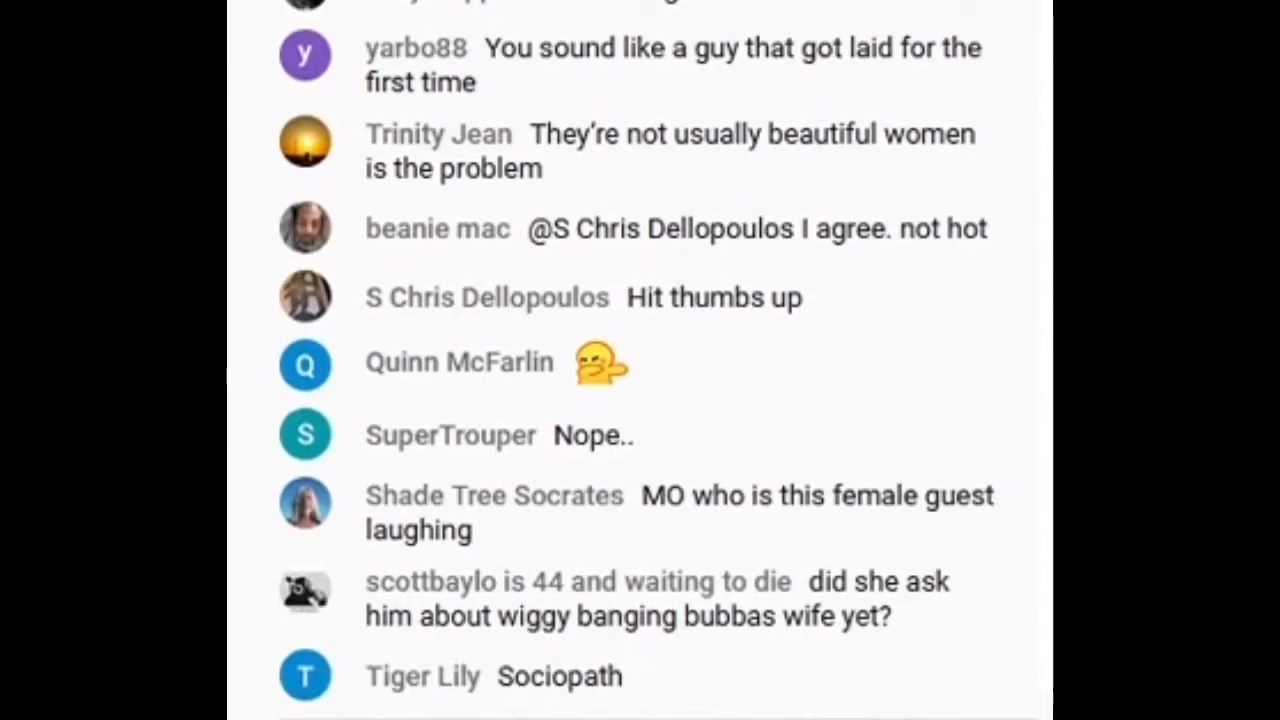 y yarbo88 You sound like a guy that got laid for the
first time
Trinity Jean They're not usually beautiful women
is the problem
beanie mac @S Chris Dellopoulos I agree. not hot
S Chris Dellopoulos Hit thumbs up
Q Quinn McFarlin
S SuperTrouper Nope..
Shade Tree Socrates MO who is this female guest
laughing
scottbaylo is 44 and waiting to die did she ask
him about wiggy banging bubbas wife yet?
T Tiger Lily Sociopath